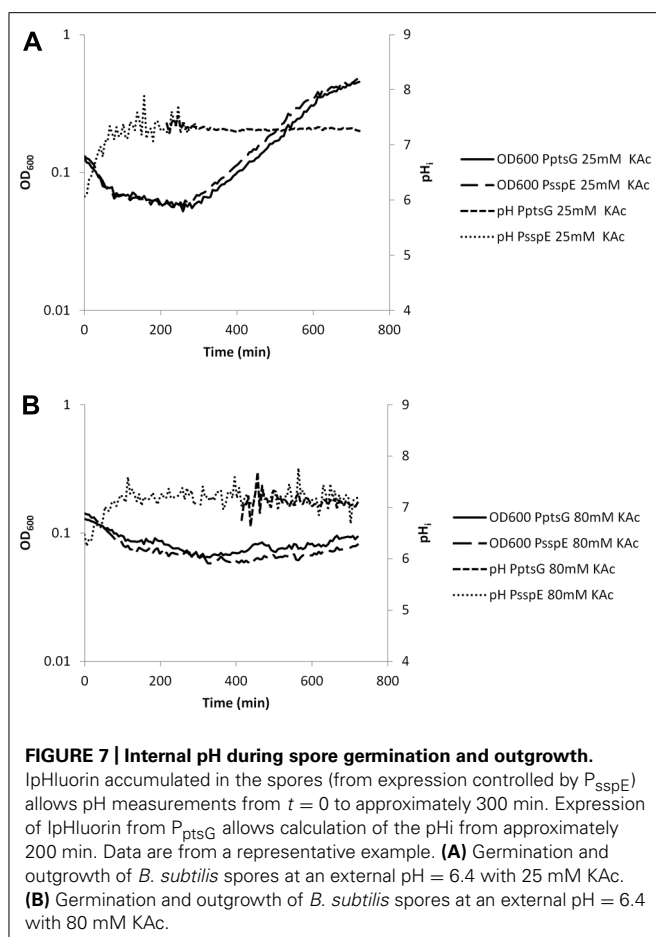 A
1
0.1
0.01
OD600
9
8
7
6
5
4
pHi
0
200
400
600
800
Time (min)
OD600 PptsG 25mM KAc
OD600 PsspE 25mM KAc
pH PptsG 25mM KAc
pH PsspE 25mM KAc
B
1
0.1
0.01
OD600
9
8
7
6
5
4
pHi
0
200
400
600
800
Time (min)
OD600 PptsG 80mM KAc
OD600 PsspE 80mM KAc
pH PptsG 80mM KAc
pH PsspE 80mM KAc
FIGURE 7 | Internal pH during spore germination and outgrowth.
IpHluorin accumulated in the spores (from expression controlled by PsspE)
allows pH measurements from t = 0 to approximately 300 min. Expression
of IpHluorin from PptsG allows calculation of the pHi from approximately
200 min. Data are from a representative example. (A) Germination and
outgrowth of B. subtilis spores at an external pH = 6.4 with 25 mM KAc.
(B) Germination and outgrowth of B. subtilis spores at an external pH = 6.4
with 80 mM KAc.